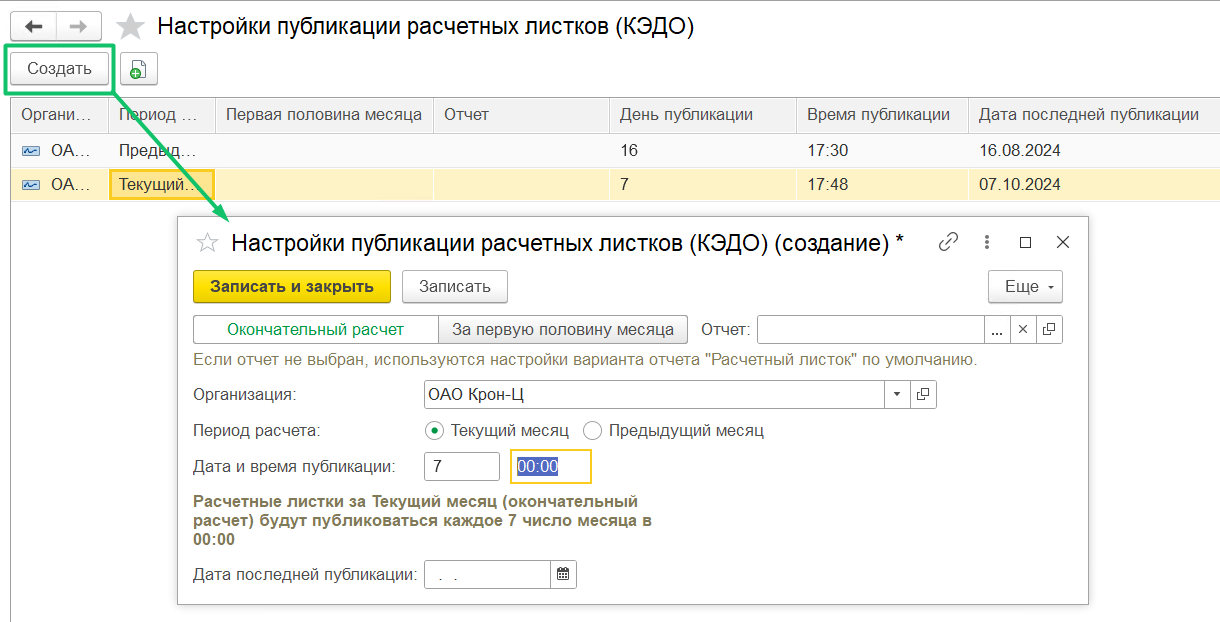 Настройки публикации расчетных листков (КЭДО)
Создать
Органи... Период ... Первая половина месяца Отчет День публикации Время публикации Дата последней публикации
ОА... Предыд... 16 17:30 16.08.2024
ОА... Текущий... 7 17:48 07.10.2024
Настройки публикации расчетных листков (КЭДО) (создание) *
Записать и закрыть Записать Еще
Окончательный расчет За первую половину месяца Отчет: ...
Если отчет не выбран, используются настройки варианта отчета "Расчетный листок" по умолчанию.
Организация: ОАО Крон-Ц
Период расчета: Текущий месяц Предыдущий месяц
Дата и время публикации: 7 00:00
Расчетные листки за Текущий месяц (окончательный
расчет) будут публиковаться каждое 7 число месяца в
00:00
Дата последней публикации: . .